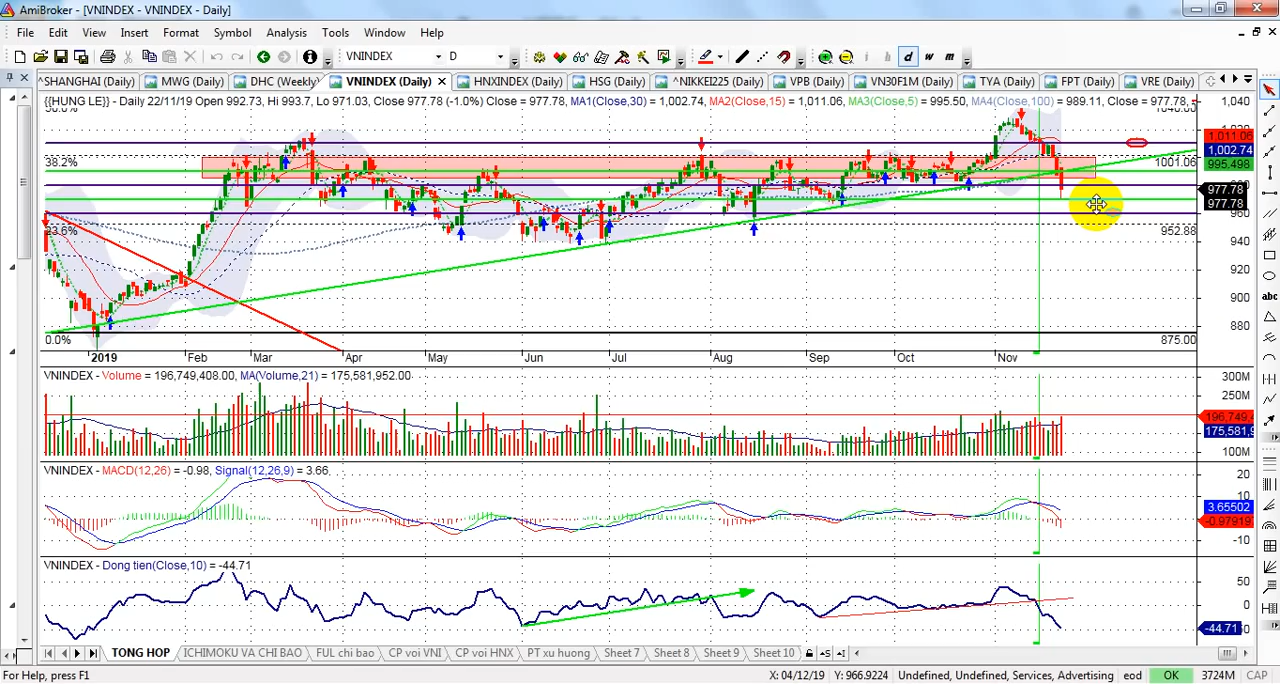 AmiBroker - [VNINDEX - VNINDEX - Daily]
File Edit View Insert Format Symbol Analysis Tools Window Help
VNINDEX D i h d w m
^SHANGHAI (Daily) MWG (Daily) DHC (Weekly) VNINDEX (Daily) HNXINDEX (Daily) HSG (Daily) ^NIKKEI225 (Daily) VPB (Daily) VN30F1M (Daily) TYA (Daily) FPT (Daily) VRE (Daily)
{{HUNG LE}} - Daily 22/11/19 Open 992.73, Hi 993.7, Lo 971.03, Close 977.78 (-1.0%) Close = 977.78, MA1(Close,30) = 1,002.74, MA2(Close,15) = 1,011.06, MA3(Close,5) = 995.50, MA4(Close,100) = 989.11, Close = 977.78,
1,040
1,011.06
1,002.74
38.2% 1001.06
995.498
977.78
977.78
960
23.6% 952.88
940
920
900
abc
880
0.0% 875.00
2019 Feb Mar Apr May Jun Jul Aug Sep Oct Nov
VNINDEX - Volume = 196,749,408.00, MA(Volume,21) = 175,581,952.00
300M
250M
196,749,
175,581,9
100M
VNINDEX - MACD(12,26) = -0.98, Signal(12,26,9) = 3.66
20
10
3.65502
-0.97919
-10
VNINDEX - Dong tien(Close,10) = -44.71
50
0
-44.71
TONG HOP ICHIMOKU VA CHI BAO FULL chi bao CP voi VNI CP voi HNX PT xu huong Sheet 7 Sheet 8 Sheet 9 Sheet 10
For Help, press F1 X: 04/12/19 Y: 966.9224 Undefined, Undefined, Services, Advertising eod OK 3724M CAP